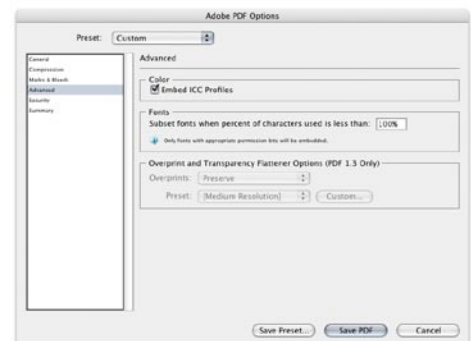 Adobe PDF Options
Preset: Custom
General
Compression
Marks & Bleeds
Advanced
Security
Summary
Advanced
Color
Embed ICC Profiles
Fonts
Subset fonts when percent of characters used is less than: 100%
Only fonts with appropriate permission bits will be embedded.
Overprint and Transparency Flattener Options (PDF 1.3 Only)
Overprints: Preserve
Preset: [Medium Resolution] Custom...
Save Preset... Save PDF Cancel